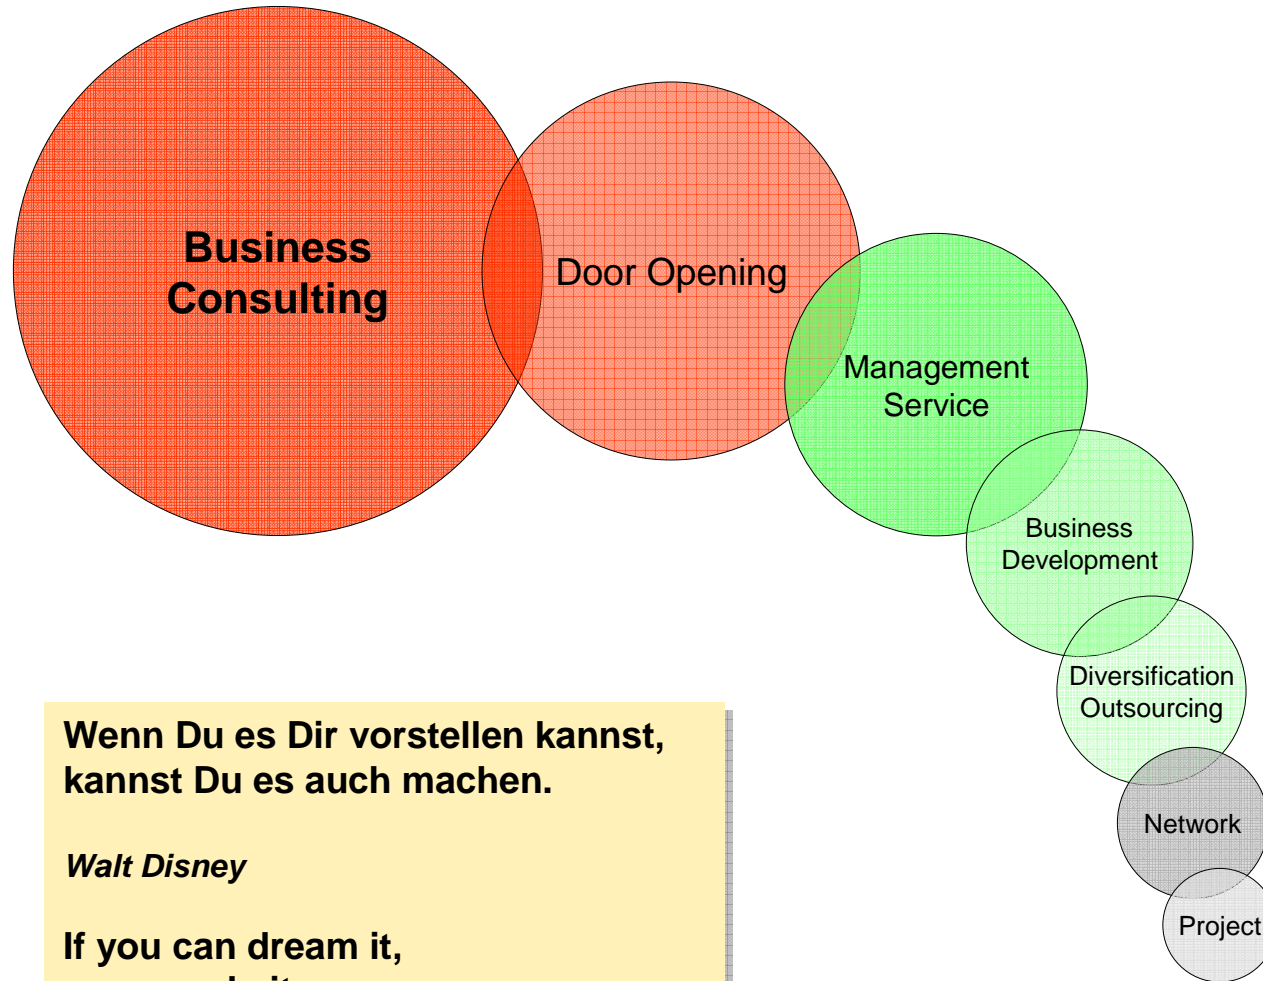 Business
Consulting
Door Opening
Management
Service
Business
Development
Diversification
Outsourcing
Network
Project
Wenn Du es Dir vorstellen kannst,
kannst Du es auch machen.
Walt Disney
If you can dream it,